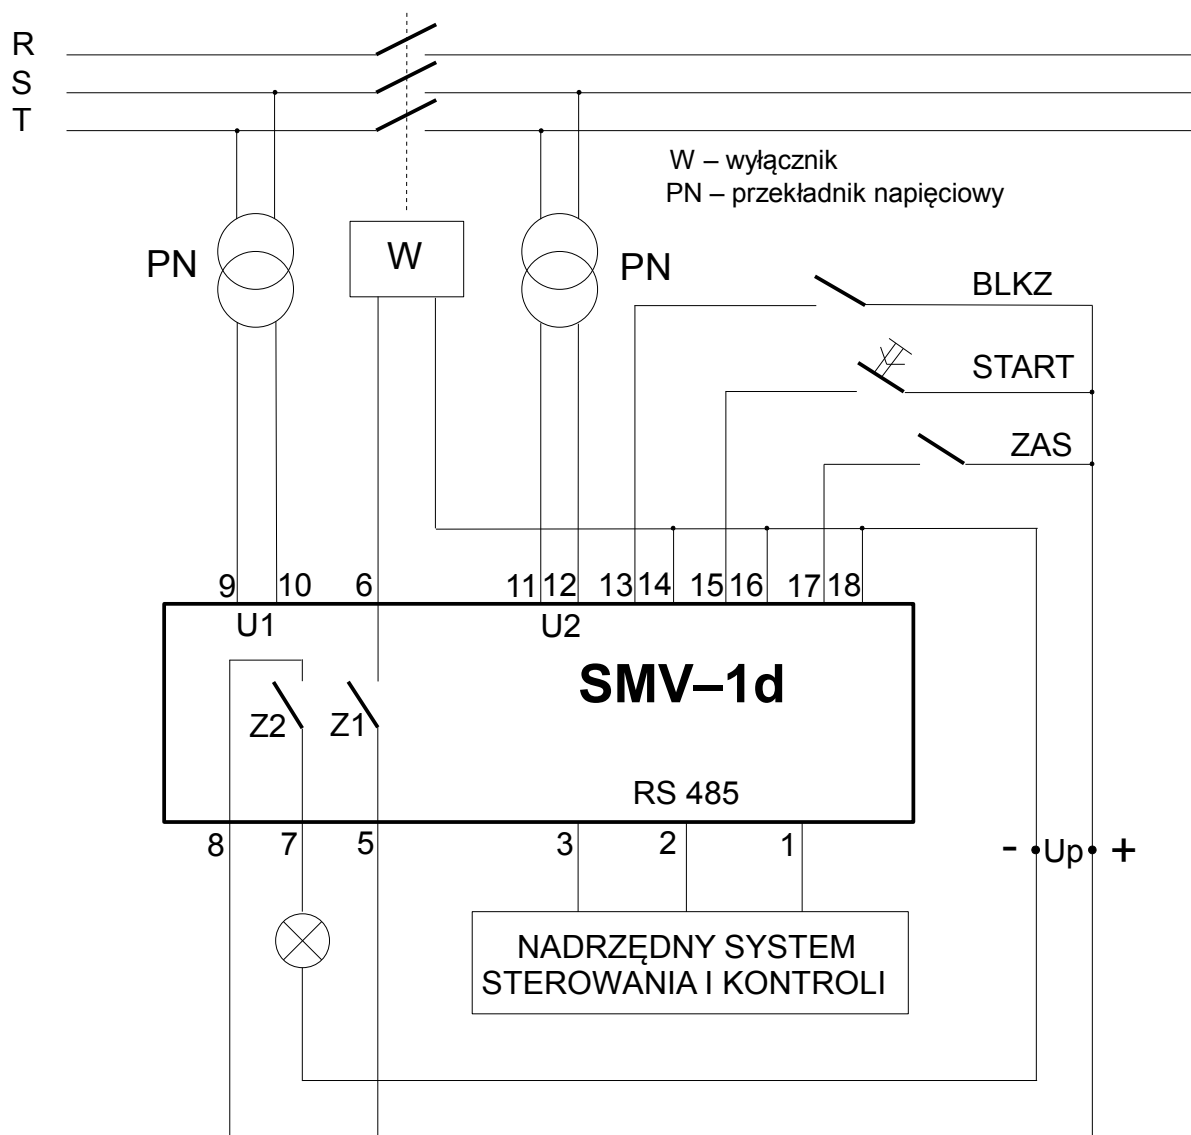 R
S
T
W – wyłącznik
PN – przekładnik napięciowy
PN
W
PN
BLKZ
START
ZAS
9
10
6
11
12
13
14
15
16
17
18
U1
U2
SMV–1d
Z2
Z1
RS 485
8
7
5
3
2
1
- Up +
NADRZĘDNY SYSTEM
STEROWANIA I KONTROLI